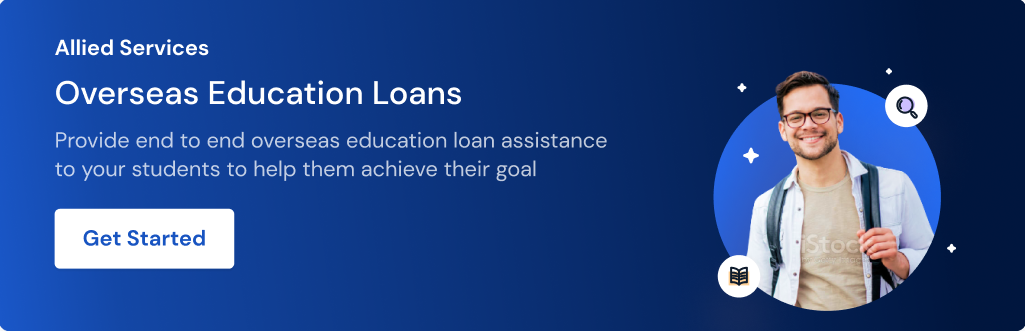 Allied Services
Overseas Education Loans
Provide end to end overseas education loan assistance
to your students to help them achieve their goal
Get Started
iStock